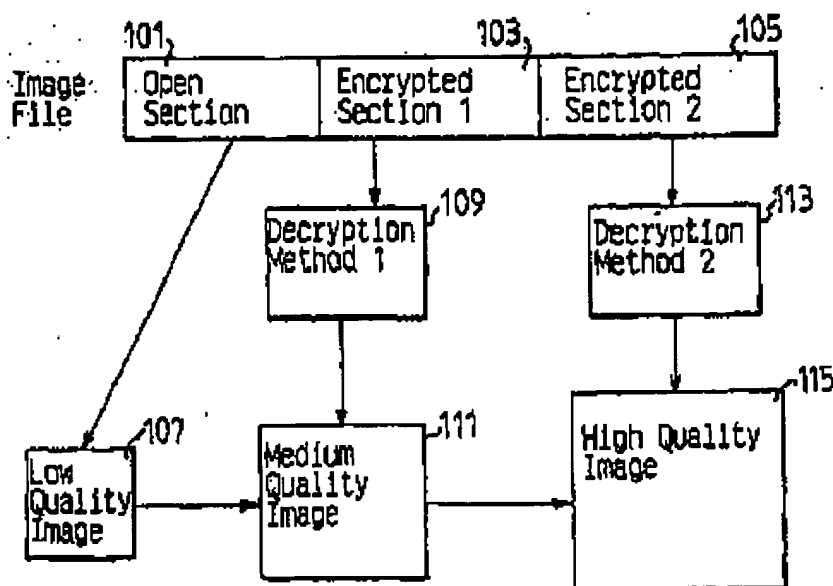 101
103
105
Image
File
Open
Section
Encrypted
Section 1
Encrypted
Section 2
109
Decryption
Method 1
113
Decryption
Method 2
107
Low
Quality
Image
111
Medium
Quality
Image
115
High Quality
Image